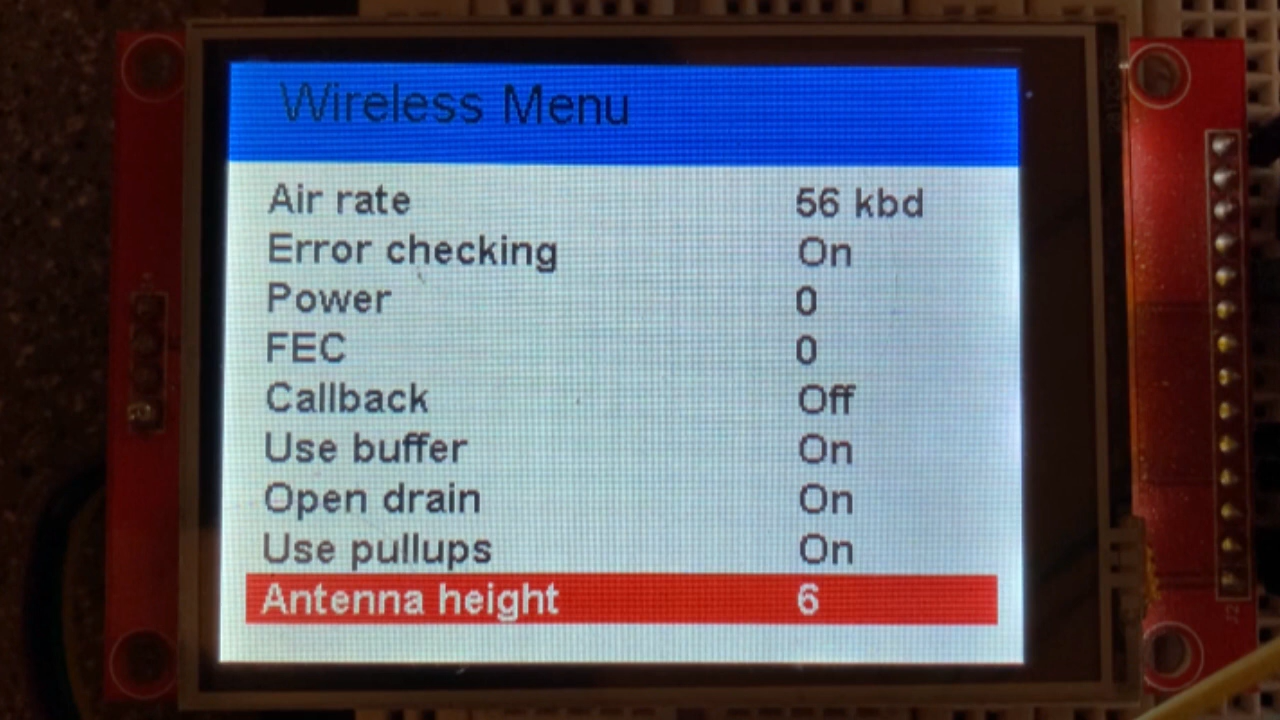 Wireless Menu
Air rate 56 kbd
Error checking On
Power 0
FEC 0
Callback Off
Use buffer On
Open drain On
Use pullups On
Antenna height 6
J2